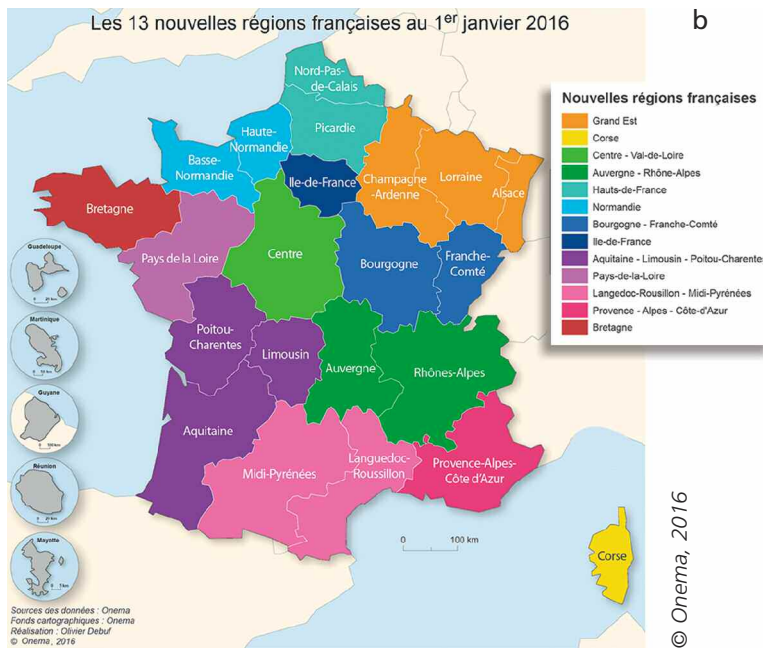 Les 13 nouvelles régions françaises au 1er janvier 2016
b
Nord-Pas-
de-Calais
Picardie
Haute-
Normandie
Basse-
Normandie
Ile-de-France
Champagne
-Ardenne
Lorraine
Alsace
Bretagne
Pays de la Loire
Centre
Bourgogne
Franche-
Comté
Poitou-
Charentes
Limousin
Auvergne
Rhônes-Alpes
Aquitaine
Midi-Pyrénées
Languedoc-
Roussillon
Provence-Alpes-
Côte d'Azur
Corse
0 100 km
Nouvelles régions françaises
Grand Est
Corse
Centre - Val-de-Loire
Auvergne - Rhône-Alpes
Hauts-de-France
Normandie
Bourgogne - Franche-Comté
Ile-de-France
Aquitaine - Limousin - Poitou-Charentes
Pays-de-la-Loire
Langedoc-Rousillon - Midi-Pyrénées
Provence - Alpes - Côte-d'Azur
Bretagne
Guadeloupe
Martinique
Guyane
Réunion
Mayotte
Sources des données : Onema
Fonds cartographiques : Onema
Réalisation : Olivier Debuf
© Onema, 2016
© Onema, 2016